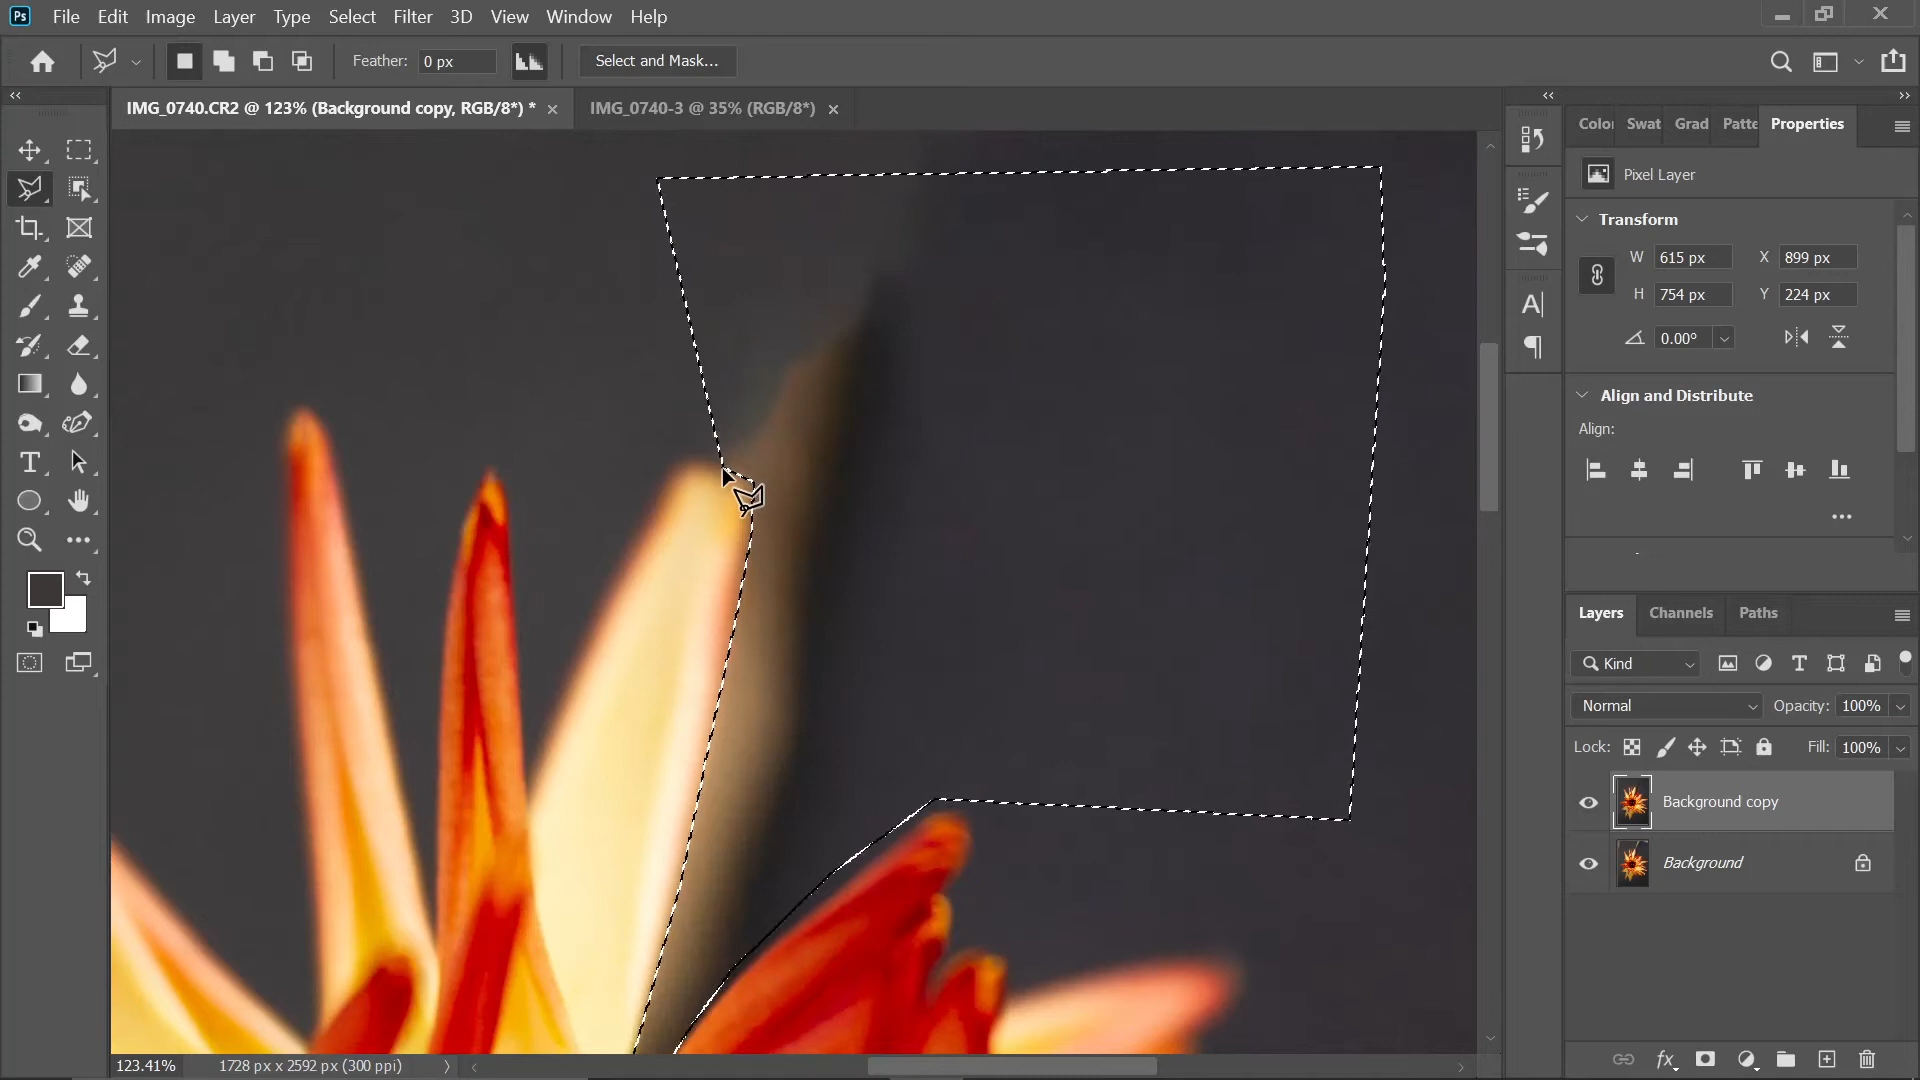 Ps File Edit Image Layer Type Select Filter 3D View Window Help
Feather: 0 px Select and Mask...
IMG_0740.CR2 @ 123% (Background copy, RGB/8*) * IMG_0740-3 @ 35% (RGB/8*)
Color Swat Grad Patte Properties
Pixel Layer
Transform
W 615 px X 899 px
H 754 px Y 224 px
0.00°
Align and Distribute
Align:
Layers Channels Paths
Kind
Normal Opacity: 100%
Lock: Fill: 100%
Background copy
Background
123.41% 1728 px x 2592 px (300 ppi)